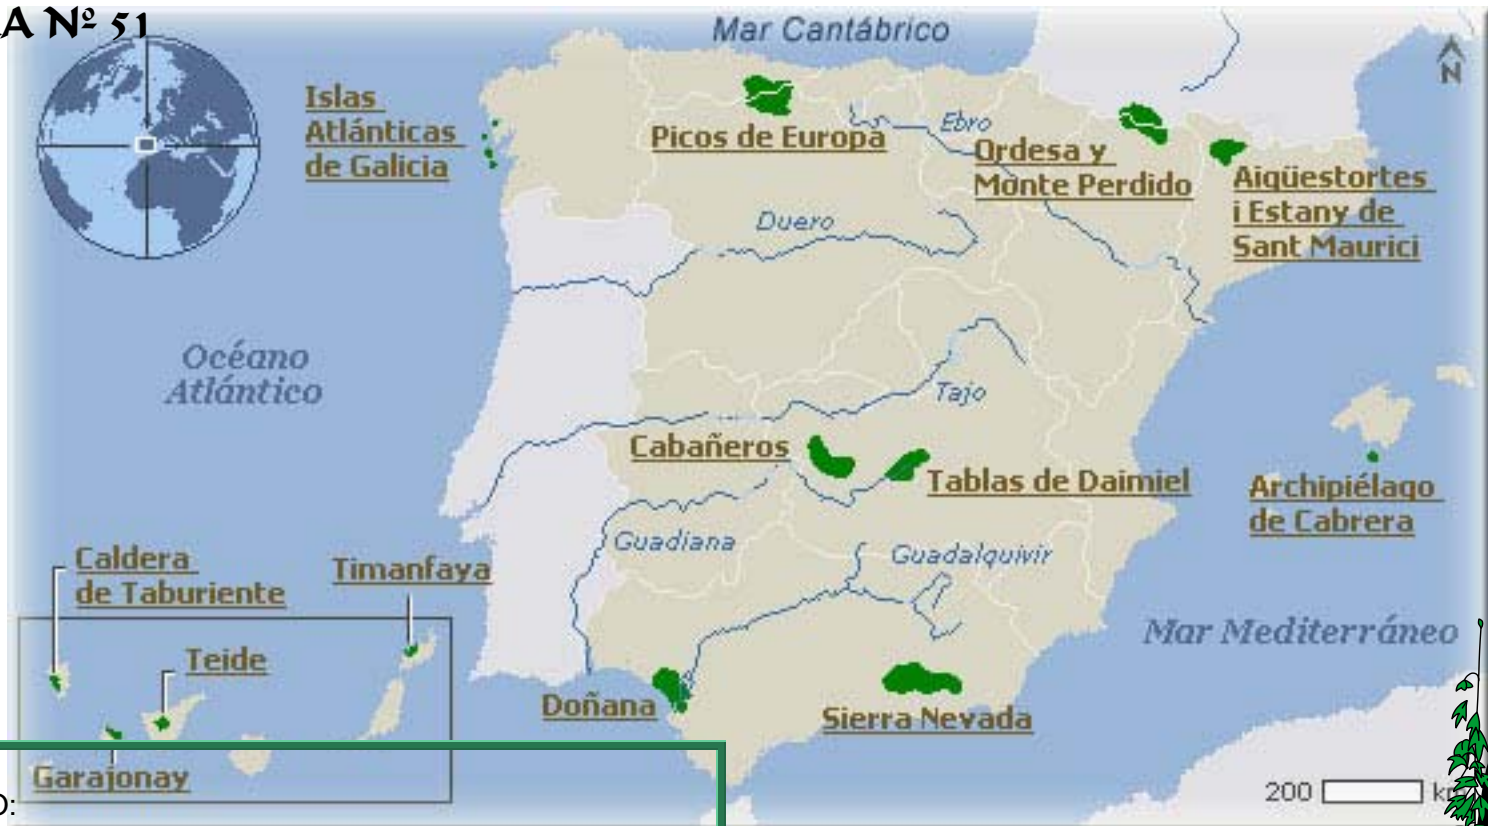 A Nº 51
Mar Cantábrico
N
Islas
Atlánticas
de Galicia
Picos de Europa
Ebro
Ordesa y
Monte Perdido
Aigüestortes
i Estany de
Sant Maurici
Duero
Océano
Atlántico
Tajo
Cabañeros
Tablas de Daimiel
Archipiélago
de Cabrera
Guadiana
Guadalquivir
Caldera
de Taburiente
Timanfaya
Mar Mediterráneo
Teide
Doñana
Sierra Nevada
Garajonay
200 km
O: